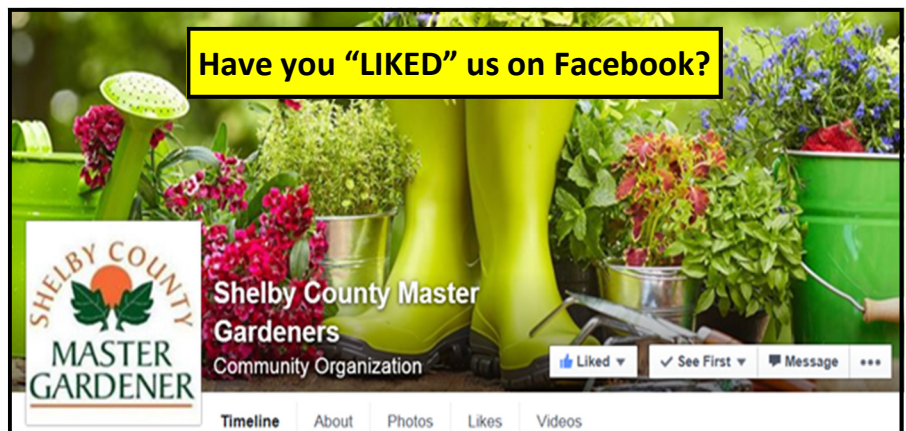 Have you “LIKED” us on Facebook?
SHELBY COUNTY
MASTER
GARDENER
Shelby County Master
Gardeners
Community Organization
Liked
See First
Message
Timeline About Photos Likes Videos